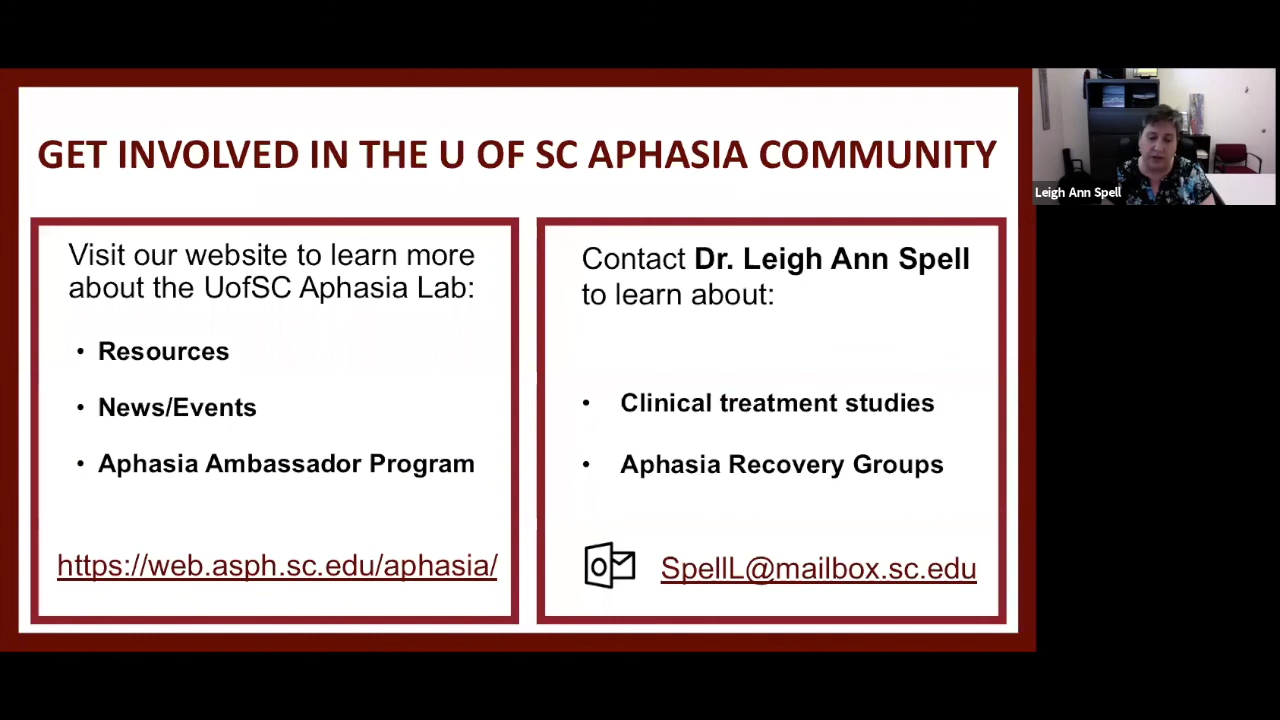 GET INVOLVED IN THE U OF SC APHASIA COMMUNITY
Visit our website to learn more
about the UofSC Aphasia Lab:
• Resources
• News/Events
• Aphasia Ambassador Program
https://web.asph.sc.edu/aphasia/
Contact Dr. Leigh Ann Spell
to learn about:
• Clinical treatment studies
• Aphasia Recovery Groups
SpellL@mailbox.sc.edu
Leigh Ann Spell